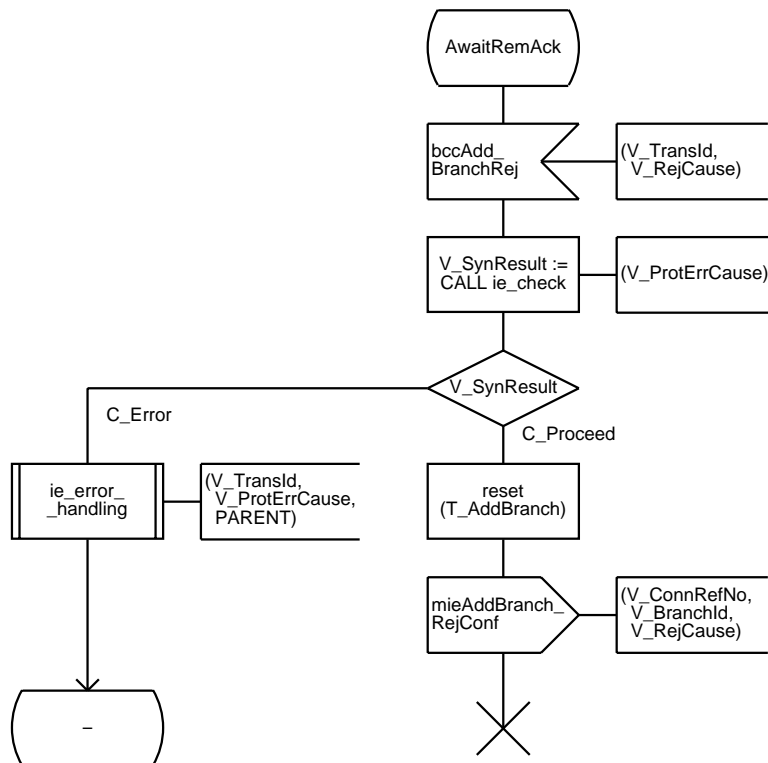 AwaitRemAck
bccAdd_
BranchRej
(V_TransId,
V_RejCause)
V_SynResult :=
CALL ie_check
(V_ProtErrCause)
V_SynResult
C_Error
C_Proceed
ie_error_
_handling
(V_TransId,
V_ProtErrCause,
PARENT)
reset
(T_AddBranch)
mieAddBranch_
RejConf
(V_ConnRefNo,
V_BranchId,
V_RejCause)
–